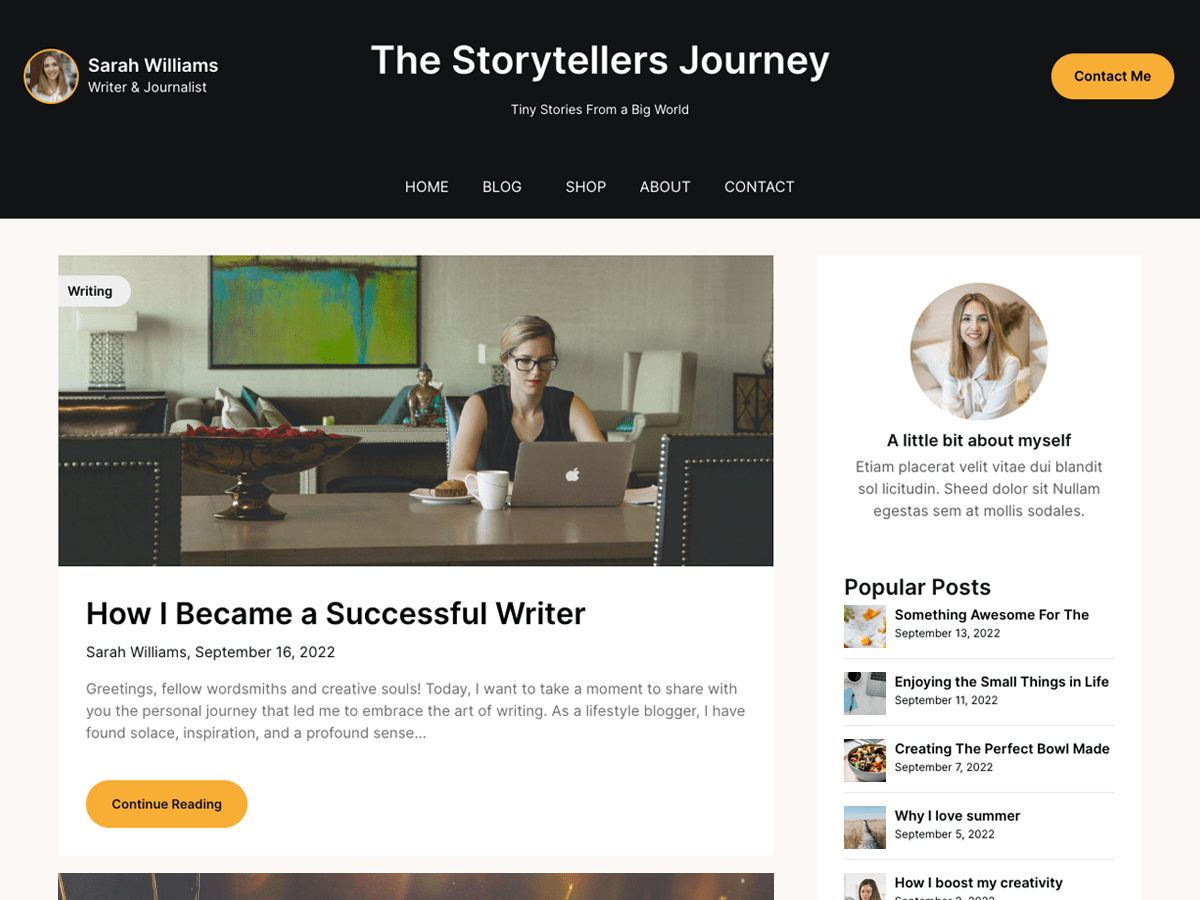 Sarah Williams
Writer & Journalist
The Storytellers Journey
Tiny Stories From a Big World
Contact Me
HOME BLOG SHOP ABOUT CONTACT
Writing
How I Became a Successful Writer
Sarah Williams, September 16, 2022
Greetings, fellow wordsmiths and creative souls! Today, I want to take a moment to share with
you the personal journey that led me to embrace the art of writing. As a lifestyle blogger, I have
found solace, inspiration, and a profound sense...
Continue Reading
A little bit about myself
Etiam placerat velit vitae dui blandit
sol licitudin. Sheed dolor sit Nullam
egestas sem at mollis sodales.
Popular Posts
Something Awesome For The
September 13, 2022
Enjoying the Small Things in Life
September 11, 2022
Creating The Perfect Bowl Made
September 7, 2022
Why I love summer
September 5, 2022
How I boost my creativity